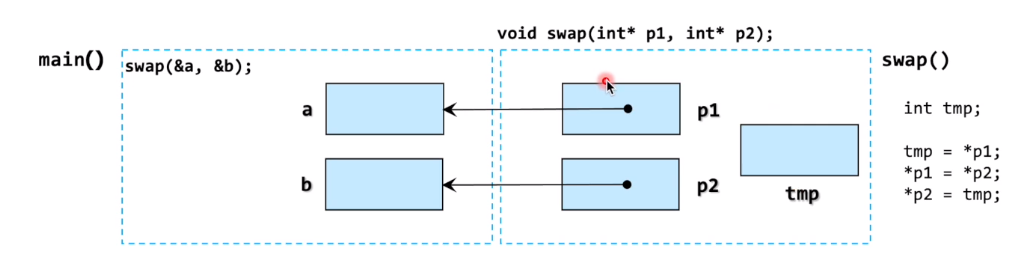 void swap(int* p1, int* p2);
main()
swap(&a, &b);
swap()
a
p1
int tmp;
tmp = *p1;
*p1 = *p2;
*p2 = tmp;
b
p2
tmp